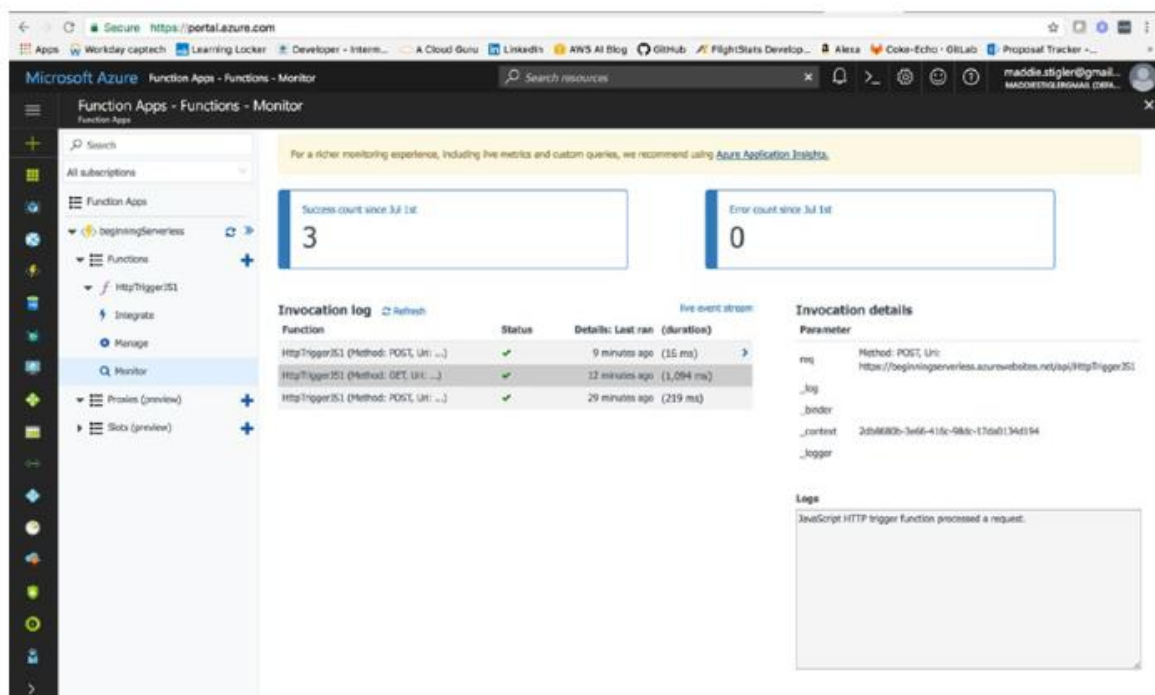 Secure https://portal.azure.com
Apps Workday captech Learning Locker Developer - Interm... A Cloud Guru LinkedIn AWS AI Blog GitHub FlightStats Develop... Alexa Coke-Echo · GitLab Proposal Tracker -...
Microsoft Azure Function Apps - Functions - Monitor
Search resources
maddie.stigler@gmail...
Function Apps - Functions - Monitor
Function Apps
Search
All subscriptions
Function Apps
beginningServerless
Functions
HttpTriggerJS1
Integrate
Manage
Monitor
Proxies (preview)
Slots (preview)
For a richer monitoring experience, including live metrics and custom queries, we recommend using Azure Application Insights.
Success count since Jul 1st
3
Error count since Jul 1st
0
Invocation log Refresh live event stream
Function Status Details: Last ran (duration)
HttpTriggerJS1 (Method: POST, Uri: ...) 9 minutes ago (16 ms)
HttpTriggerJS1 (Method: GET, Uri: ...) 12 minutes ago (1,094 ms)
HttpTriggerJS1 (Method: POST, Uri: ...) 29 minutes ago (219 ms)
Invocation details
Parameter
req Method: POST, Uri:
https://beginningserverless.azurewebsites.net/api/HttpTriggerJS1
_log
_binder
_context 2db8680b-3e66-416c-98dc-17da0134d194
_logger
Logs
JavaScript HTTP trigger function processed a request.